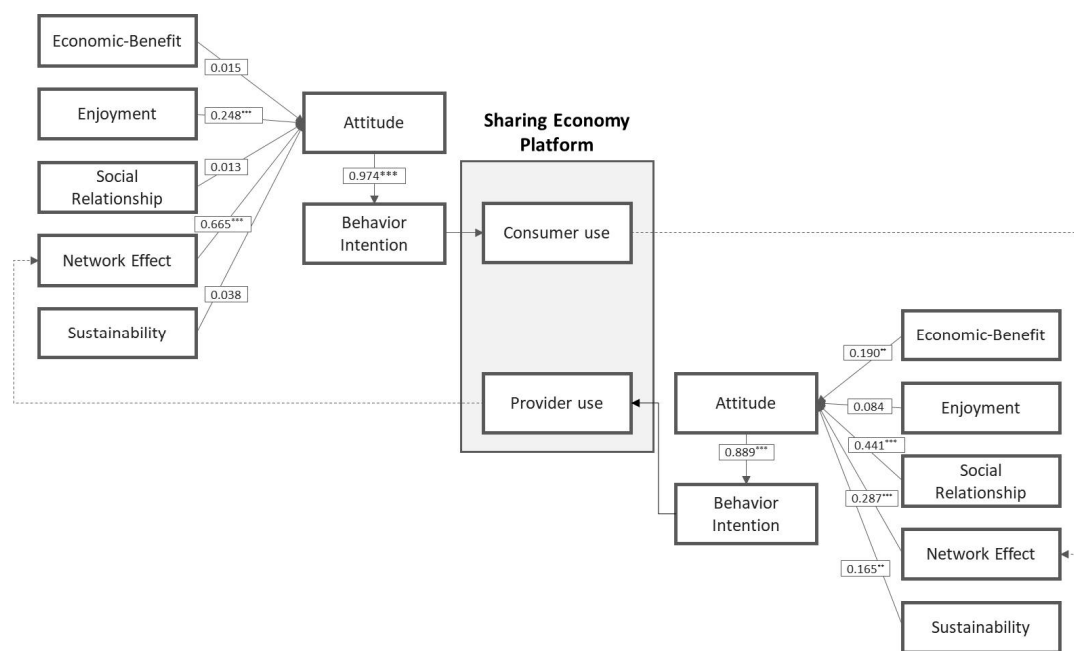 Economic-Benefit
0.015
Enjoyment
0.248***
Attitude
Social
Relationship
0.013
0.974***
Network Effect
0.665***
Behavior
Intention
Sustainability
0.038
Sharing Economy
Platform
Consumer use
Provider use
Attitude
0.889***
Behavior
Intention
Economic-Benefit
0.190**
Enjoyment
0.084
Social
Relationship
0.441***
Network Effect
0.287***
Sustainability
0.165**